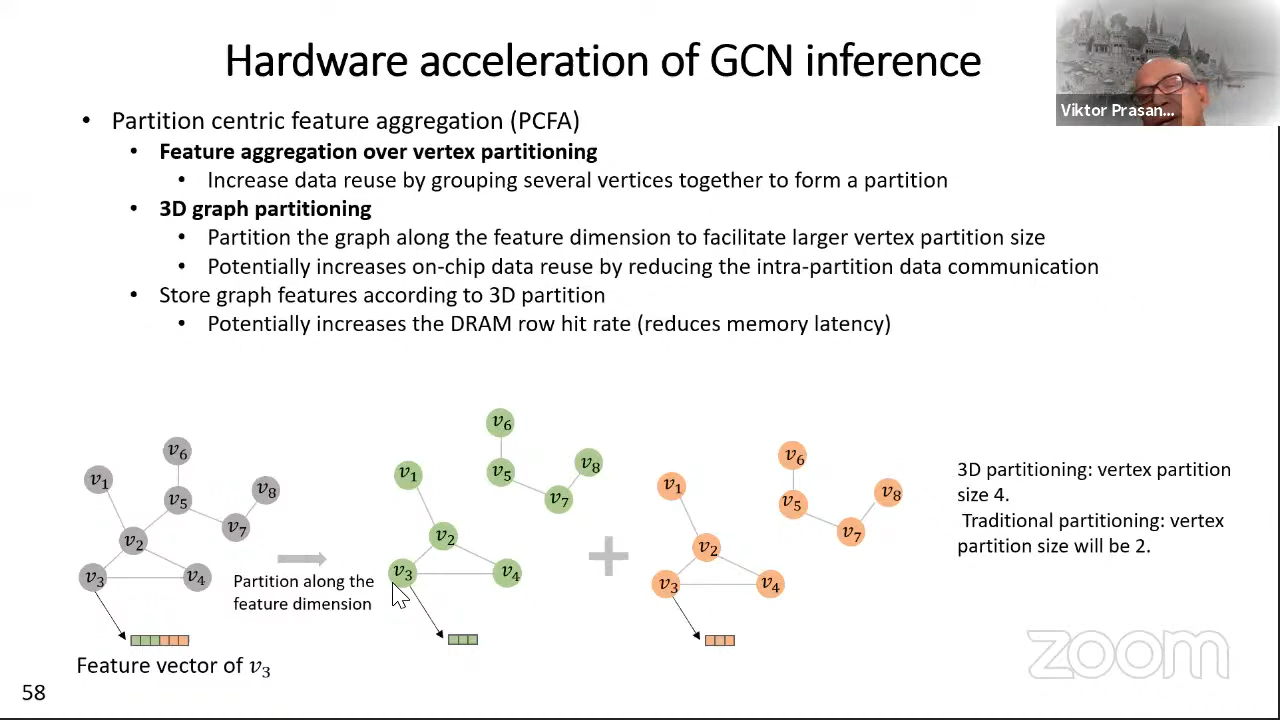 Hardware acceleration of GCN inference
Viktor Prasan...
• Partition centric feature aggregation (PCFA)
• Feature aggregation over vertex partitioning
• Increase data reuse by grouping several vertices together to form a partition
• 3D graph partitioning
• Partition the graph along the feature dimension to facilitate larger vertex partition size
• Potentially increases on-chip data reuse by reducing the intra-partition data communication
• Store graph features according to 3D partition
• Potentially increases the DRAM row hit rate (reduces memory latency)
v1
v6
v5
v8
v7
v2
v3
v4
Feature vector of v3
Partition along the
feature dimension
v6
v1
v5
v8
v7
v2
v3
v4
+
v6
v1
v5
v8
v7
v2
v3
v4
3D partitioning: vertex partition
size 4.
Traditional partitioning: vertex
partition size will be 2.
zoom
58